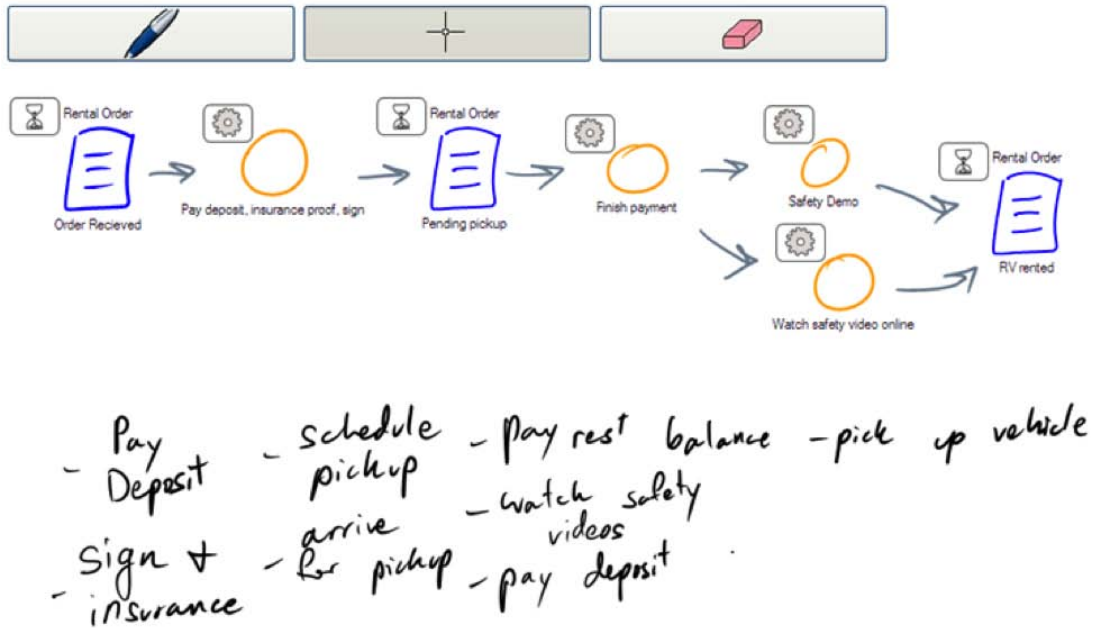 Rental Order
Rental Order
Rental Order
Order Recieved
Pay deposit, insurance proof, sign
Pending pickup
Finish payment
Safety Demo
RV rented
Watch safety video online
- Pay
Deposit
- Sign +
insurance
- schedule
pickup
- arrive
for pickup
- Pay rest balance
- watch safety
videos
- pay deposit
- pick up vehicle